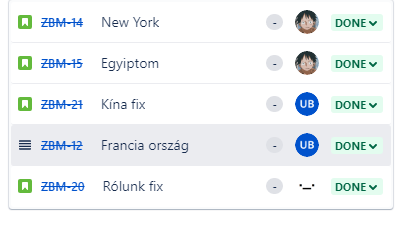 ZBM-14 New York - DONE
ZBM-15 Egyiptom - DONE
ZBM-21 Kína fix - UB DONE
ZBM-12 Francia ország - UB DONE
ZBM-20 Rólunk fix - DONE